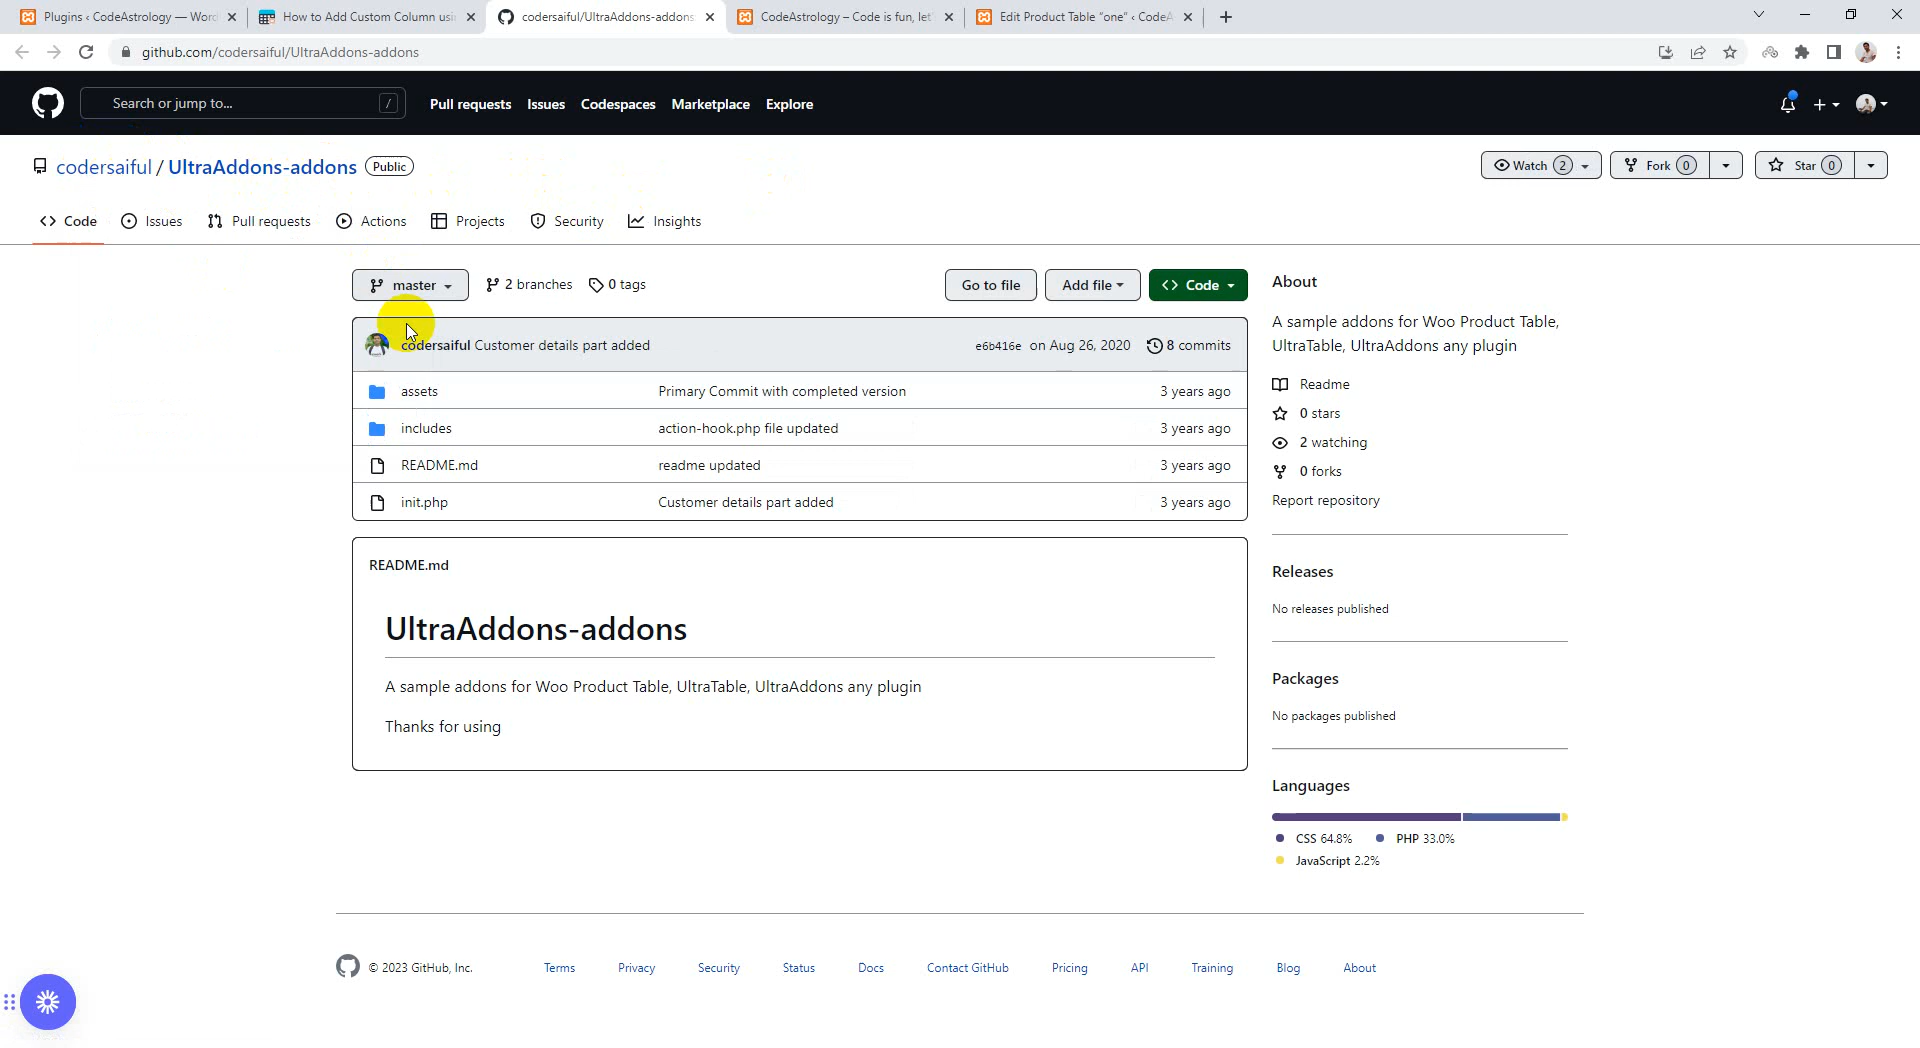 Plugins ‹ CodeAstrology — Word
How to Add Custom Column usi
codersaiful/UltraAddons-addons
CodeAstrology – Code is fun, let'
Edit Product Table "one" ‹ CodeA
github.com/codersaiful/UltraAddons-addons
Search or jump to...
/
Pull requests
Issues
Codespaces
Marketplace
Explore
codersaiful / UltraAddons-addons
Public
Watch 2
Fork 0
Star 0
Code
Issues
Pull requests
Actions
Projects
Security
Insights
master
2 branches
0 tags
Go to file
Add file
Code
codersaiful Customer details part added
e6b416e on Aug 26, 2020
8 commits
assets
Primary Commit with completed version
3 years ago
includes
action-hook.php file updated
3 years ago
README.md
readme updated
3 years ago
init.php
Customer details part added
3 years ago
README.md
UltraAddons-addons
A sample addons for Woo Product Table, UltraTable, UltraAddons any plugin
Thanks for using
About
A sample addons for Woo Product Table,
UltraTable, UltraAddons any plugin
Readme
0 stars
2 watching
0 forks
Report repository
Releases
No releases published
Packages
No packages published
Languages
CSS 64.8%
PHP 33.0%
JavaScript 2.2%
© 2023 GitHub, Inc.
Terms
Privacy
Security
Status
Docs
Contact GitHub
Pricing
API
Training
Blog
About